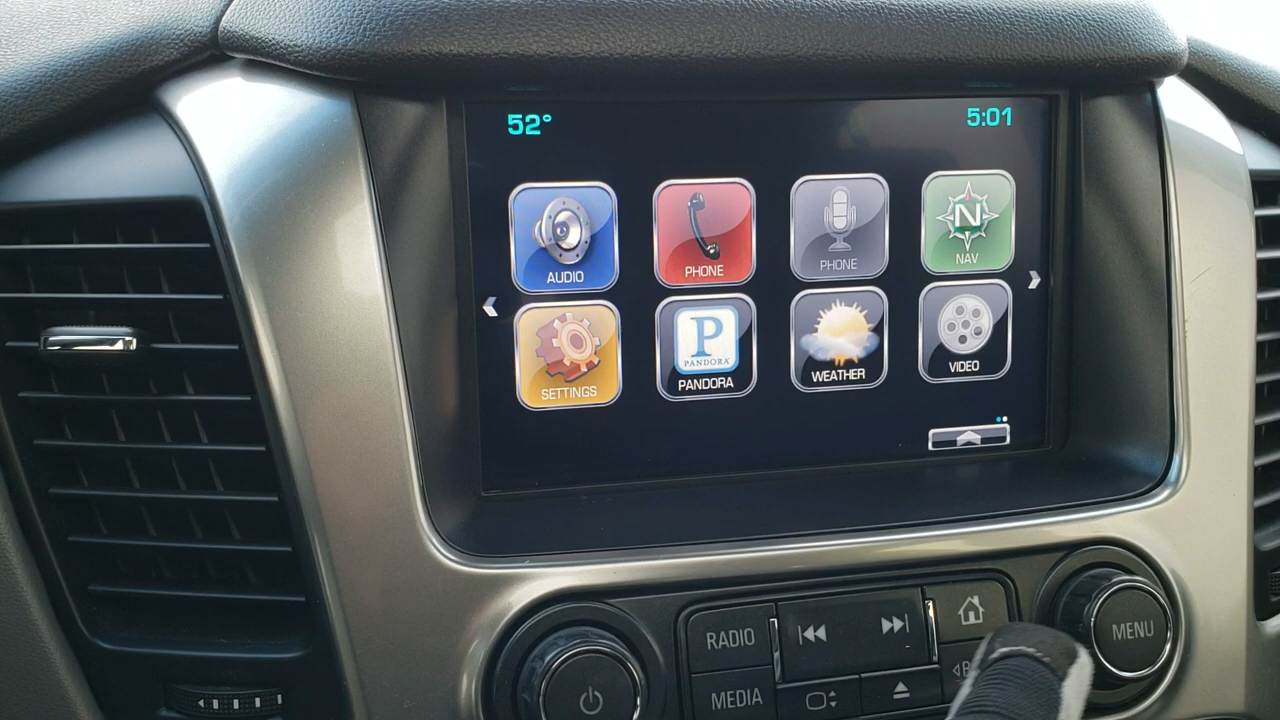 52°
5:01
AUDIO
PHONE
PHONE
N
NAV
SETTINGS
P
PANDORA
PANDORA
WEATHER
VIDEO
RADIO
MEDIA
MENU